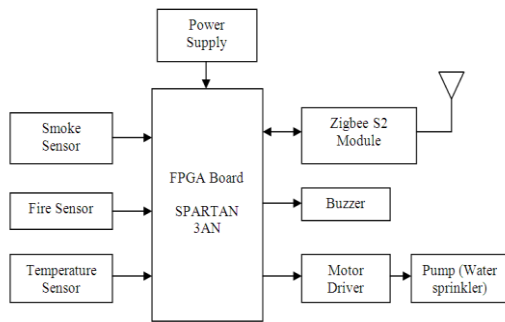 Power
Supply
Smoke
Sensor
Fire Sensor
Temperature
Sensor
FPGA Board
SPARTAN
3AN
Zigbee S2
Module
Buzzer
Motor
Driver
Pump (Water
sprinkler)